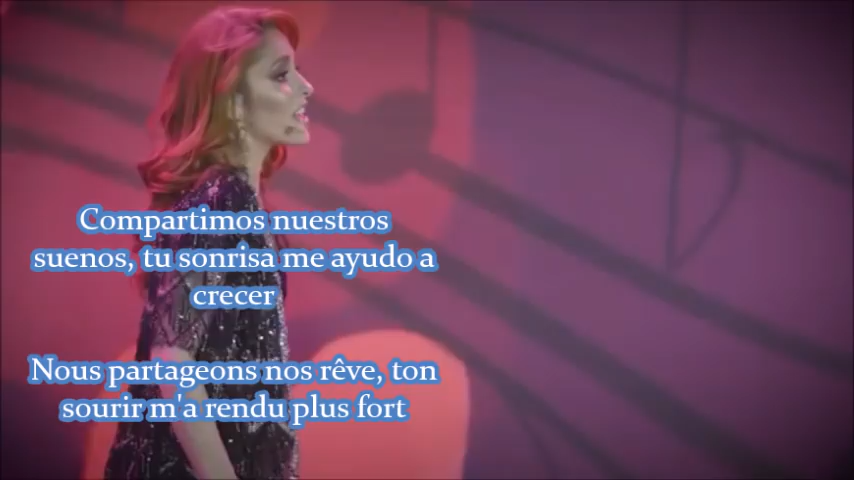 Compartimos nuestros
suenos, tu sonrisa me ayudo a
crecer
Nous partageons nos rêve, ton
sourir m'a rendu plus fort